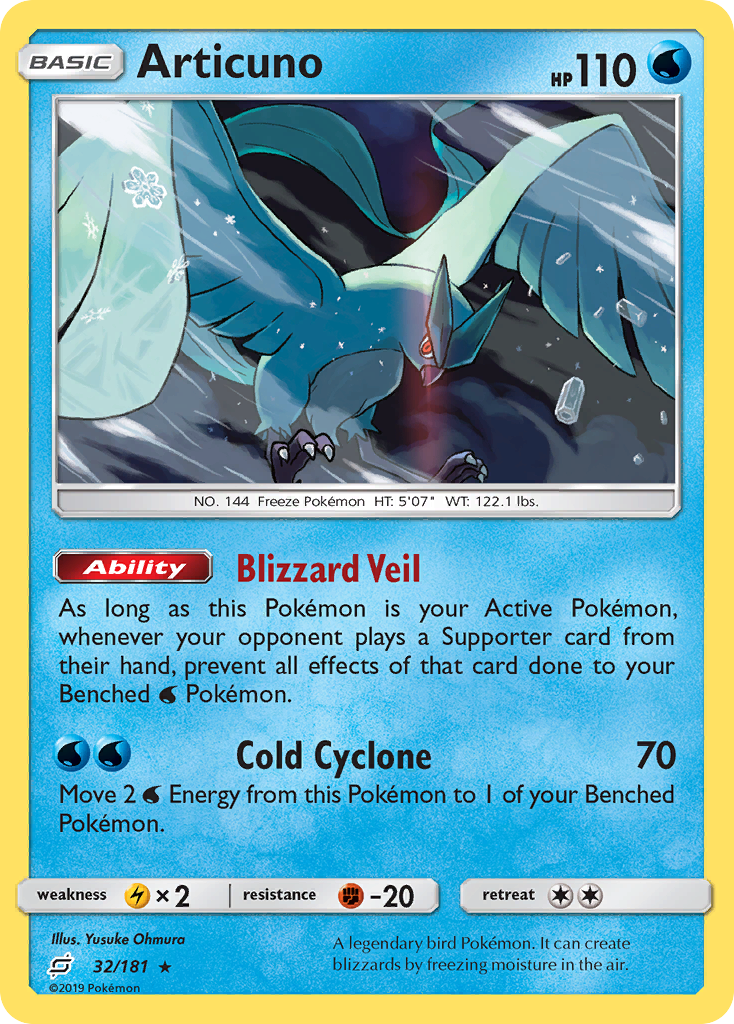 BASIC Articuno HP 110
NO. 144 Freeze Pokémon HT: 5'07" WT: 122.1 lbs.
Ability Blizzard Veil
As long as this Pokémon is your Active Pokémon,
whenever your opponent plays a Supporter card from
their hand, prevent all effects of that card done to your
Benched Pokémon.
Cold Cyclone 70
Move 2 Energy from this Pokémon to 1 of your Benched
Pokémon.
weakness × 2 resistance -20 retreat
Illus. Yusuke Ohmura
32/181
©2019 Pokémon
A legendary bird Pokémon. It can create
blizzards by freezing moisture in the air.